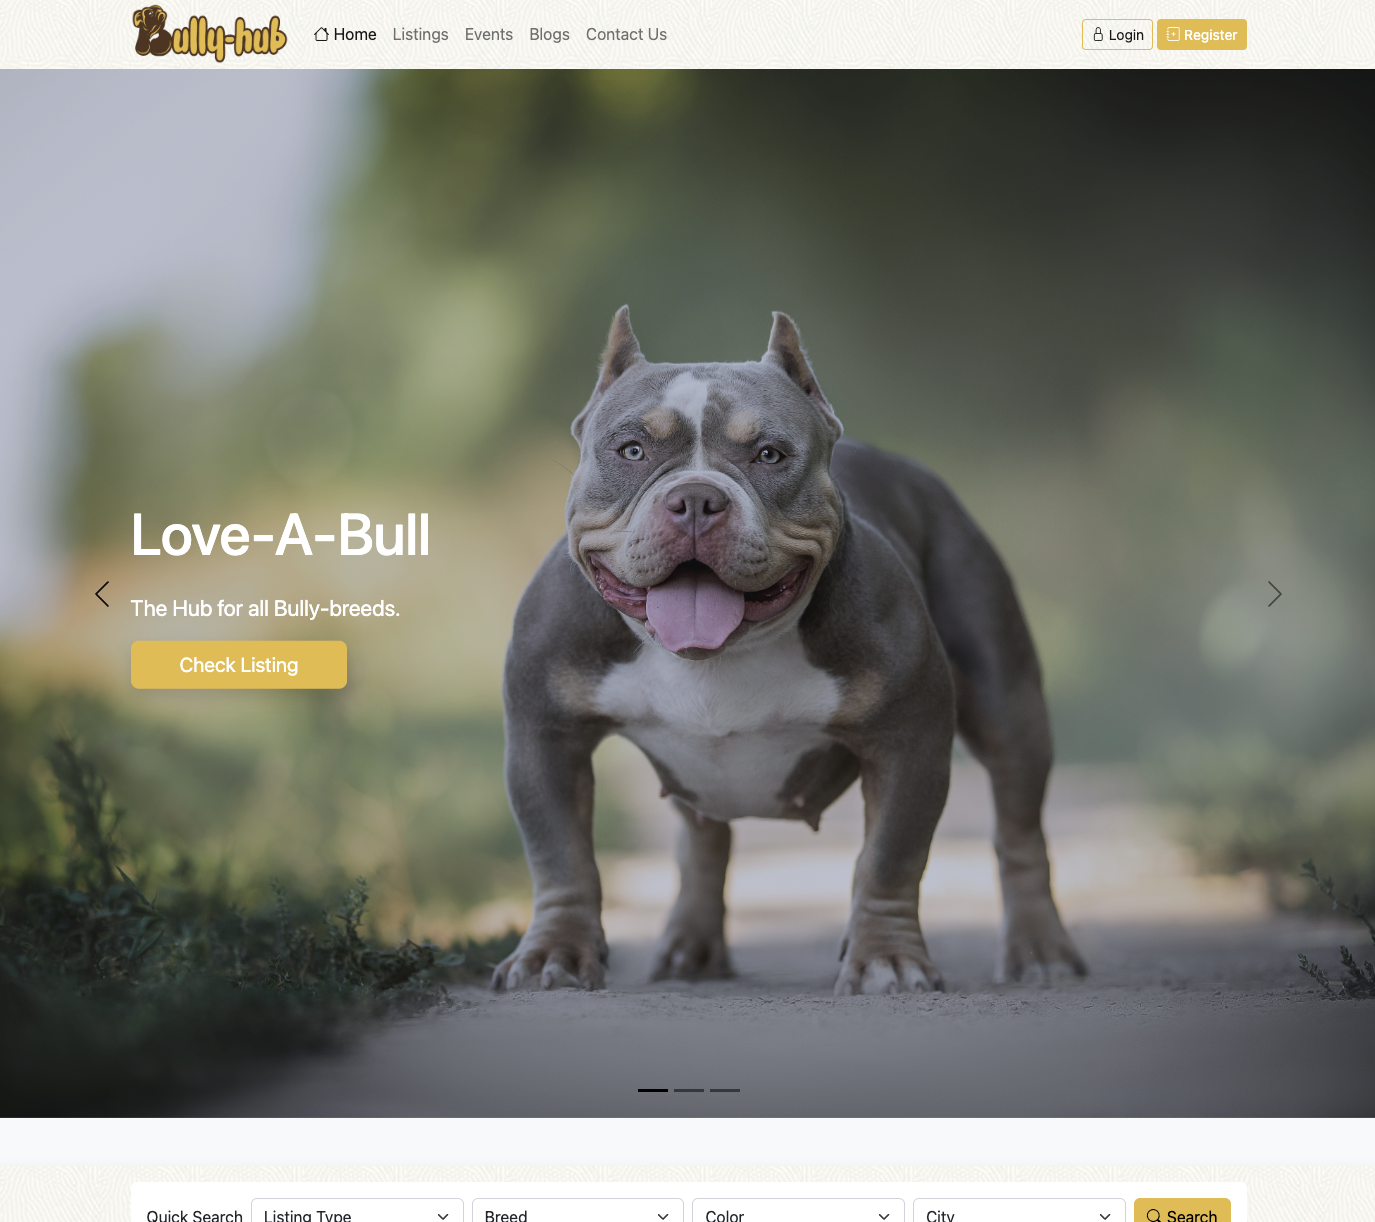 Bully-hub
Home Listings Events Blogs Contact Us
Login Register
Love-A-Bull
The Hub for all Bully-breeds.
Check Listing
Quick Search Listing Type Breed Color City Search